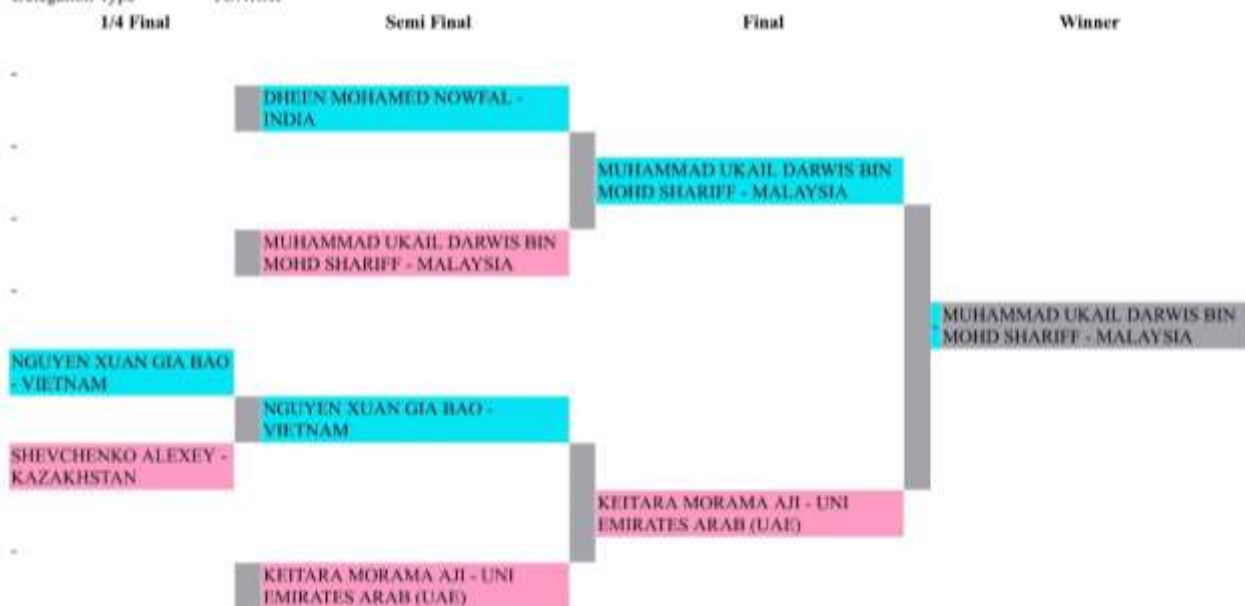 1/4 Final
Semi Final
Final
Winner
-
DHEEN MOHAMED NOWFAL -
INDIA
-
MUHAMMAD UKAIL DARWIS BIN
MOHD SHARIFF - MALAYSIA
-
MUHAMMAD UKAIL DARWIS BIN
MOHD SHARIFF - MALAYSIA
-
MUHAMMAD UKAIL DARWIS BIN
MOHD SHARIFF - MALAYSIA
NGUYEN XUAN GIA BAO
- VIETNAM
NGUYEN XUAN GIA BAO -
VIETNAM
SHEVCHENKO ALEXEY -
KAZAKHSTAN
KEITARA MORAMA AJI - UNI
EMIRATES ARAB (UAE)
-
KEITARA MORAMA AJI - UNI
EMIRATES ARAB (UAE)